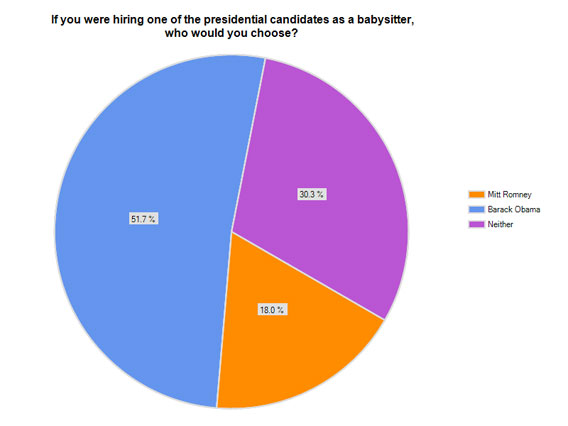 If you were hiring one of the presidential candidates as a babysitter,
who would you choose?
30.3 %
51.7 %
18.0 %
Mitt Romney
Barack Obama
Neither